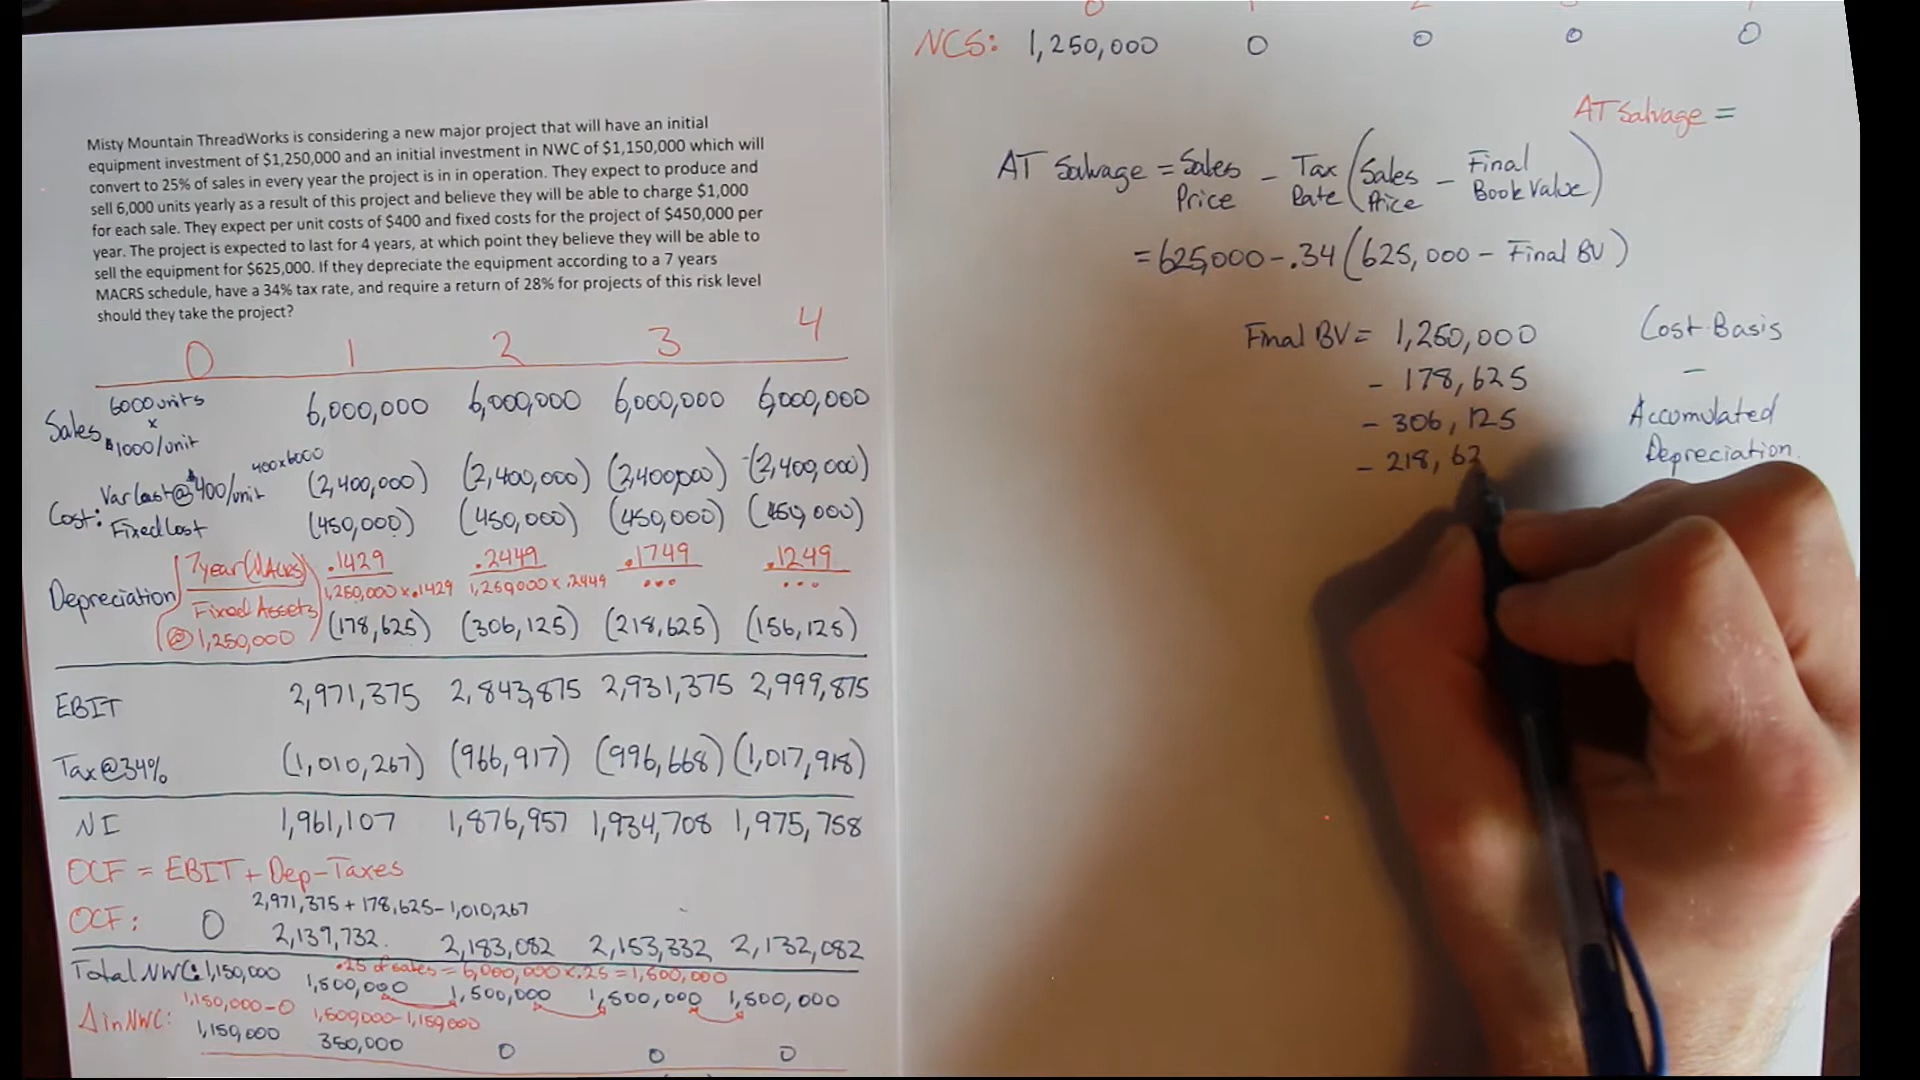 Misty Mountain ThreadWorks is considering a new major project that will have an initial
equipment investment of $1,250,000 and an initial investment in NWC of $1,150,000 which will
convert to 25% of sales in every year the project is in in operation. They expect to produce and
sell 6,000 units yearly as a result of this project and believe they will be able to charge $1,000
for each sale. They expect per unit costs of $400 and fixed costs for the project of $450,000 per
year. The project is expected to last for 4 years, at which point they believe they will be able to
sell the equipment for $625,000. If they depreciate the equipment according to a 7 years
MACRS schedule, have a 34% tax rate, and require a return of 28% for projects of this risk level
should they take the project?
0 1 2 3 4
Sales 6000 units x $1000/unit 6,000,000 6,000,000 6,000,000 6,000,000
Cost: Var Cost@$400/unit 400x6000 (2,400,000) (2,400,000) (2,400,000) (2,400,000)
Fixed Cost (450,000) (450,000) (450,000) (450,000)
Depreciation 7year(MACRS) .1429 .2449 .1749 .1249
Fixed Assets 1,250,000x.1429 1,250,000x.2449 ... ...
@1,250,000 (178,625) (306,125) (218,625) (156,125)
EBIT 2,971,375 2,843,875 2,931,375 2,999,875
Tax@34% (1,010,267) (966,917) (996,668) (1,017,918)
NI 1,961,107 1,876,957 1,934,708 1,975,758
OCF = EBIT + Dep-Taxes
2,971,375 + 178,625-1,010,267
OCF: 0 2,139,732. 2,183,082 2,153,332 2,132,082
.25 of sales = 6,000,000 x .25 = 1,500,000
Total NWC: 1,150,000 1,500,000 1,500,000 1,500,000 1,500,000
1,150,000-0 1,500,000-1,150,000
Δ in NWC: 1,150,000 350,000 0 0 0
NCS: 1,250,000 0 0 0 0
AT Salvage =
AT Salvage = Sales Price - Tax Rate (Sales Price - Final Book Value)
= 625,000-.34(625,000 - Final BV)
Final BV = 1,250,000 Cost Basis
- 178,625 -
- 306,125 Accumulated
- 218,62 Depreciation.